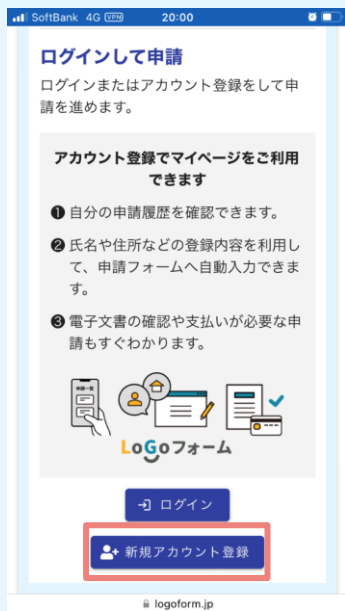 SoftBank 4G VPN 20:00
ログインして申請
ログインまたはアカウント登録をして申
請を進めます。
アカウント登録でマイページをご利用
できます
❶ 自分の申請履歴を確認できます。
❷ 氏名や住所などの登録内容を利用し
て、申請フォームへ自動入力できま
す。
❸ 電子文書の確認や支払いが必要な申
請もすぐわかります。
申請一覧
LoGoフォーム
ログイン
新規アカウント登録
logoform.jp